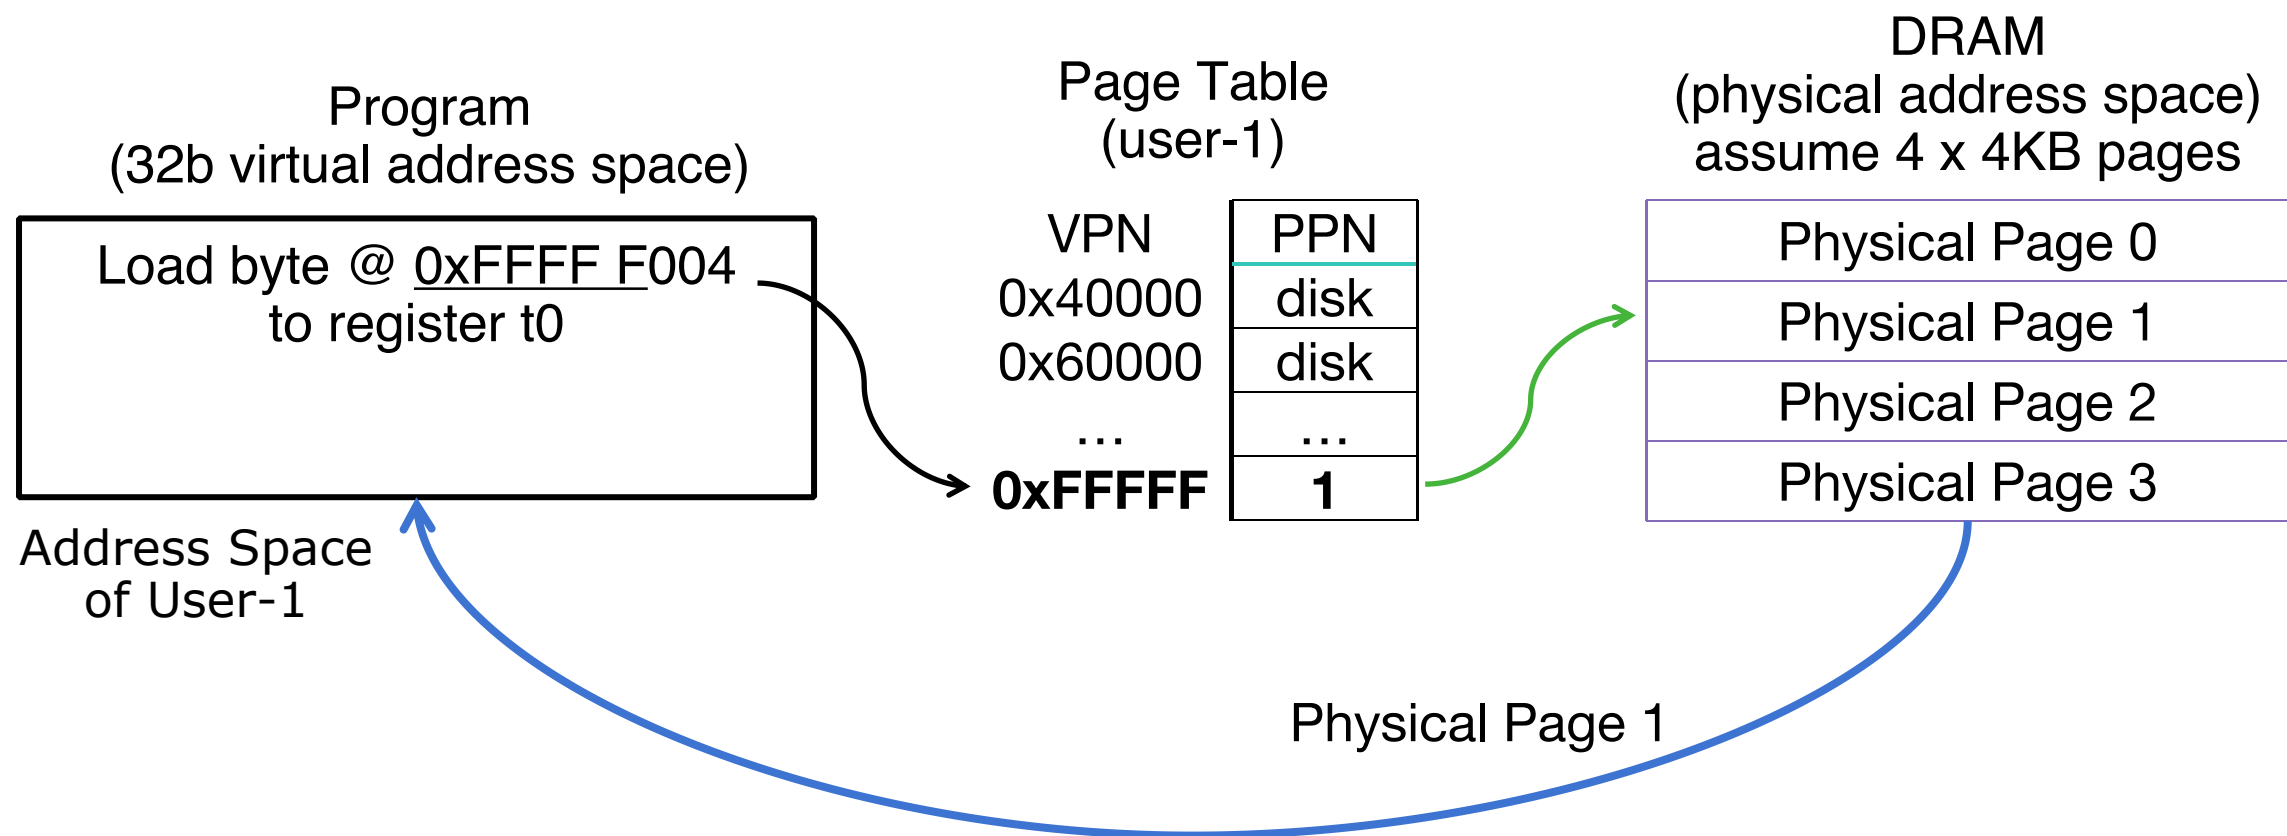 Program
(32b virtual address space)
Load byte @ 0xFFFF F004
to register t0
Address Space
of User-1
Page Table
(user-1)
VPN PPN
0x40000 disk
0x60000 disk
... ...
0xFFFFF 1
DRAM
(physical address space)
assume 4 x 4KB pages
Physical Page 0
Physical Page 1
Physical Page 2
Physical Page 3
Physical Page 1